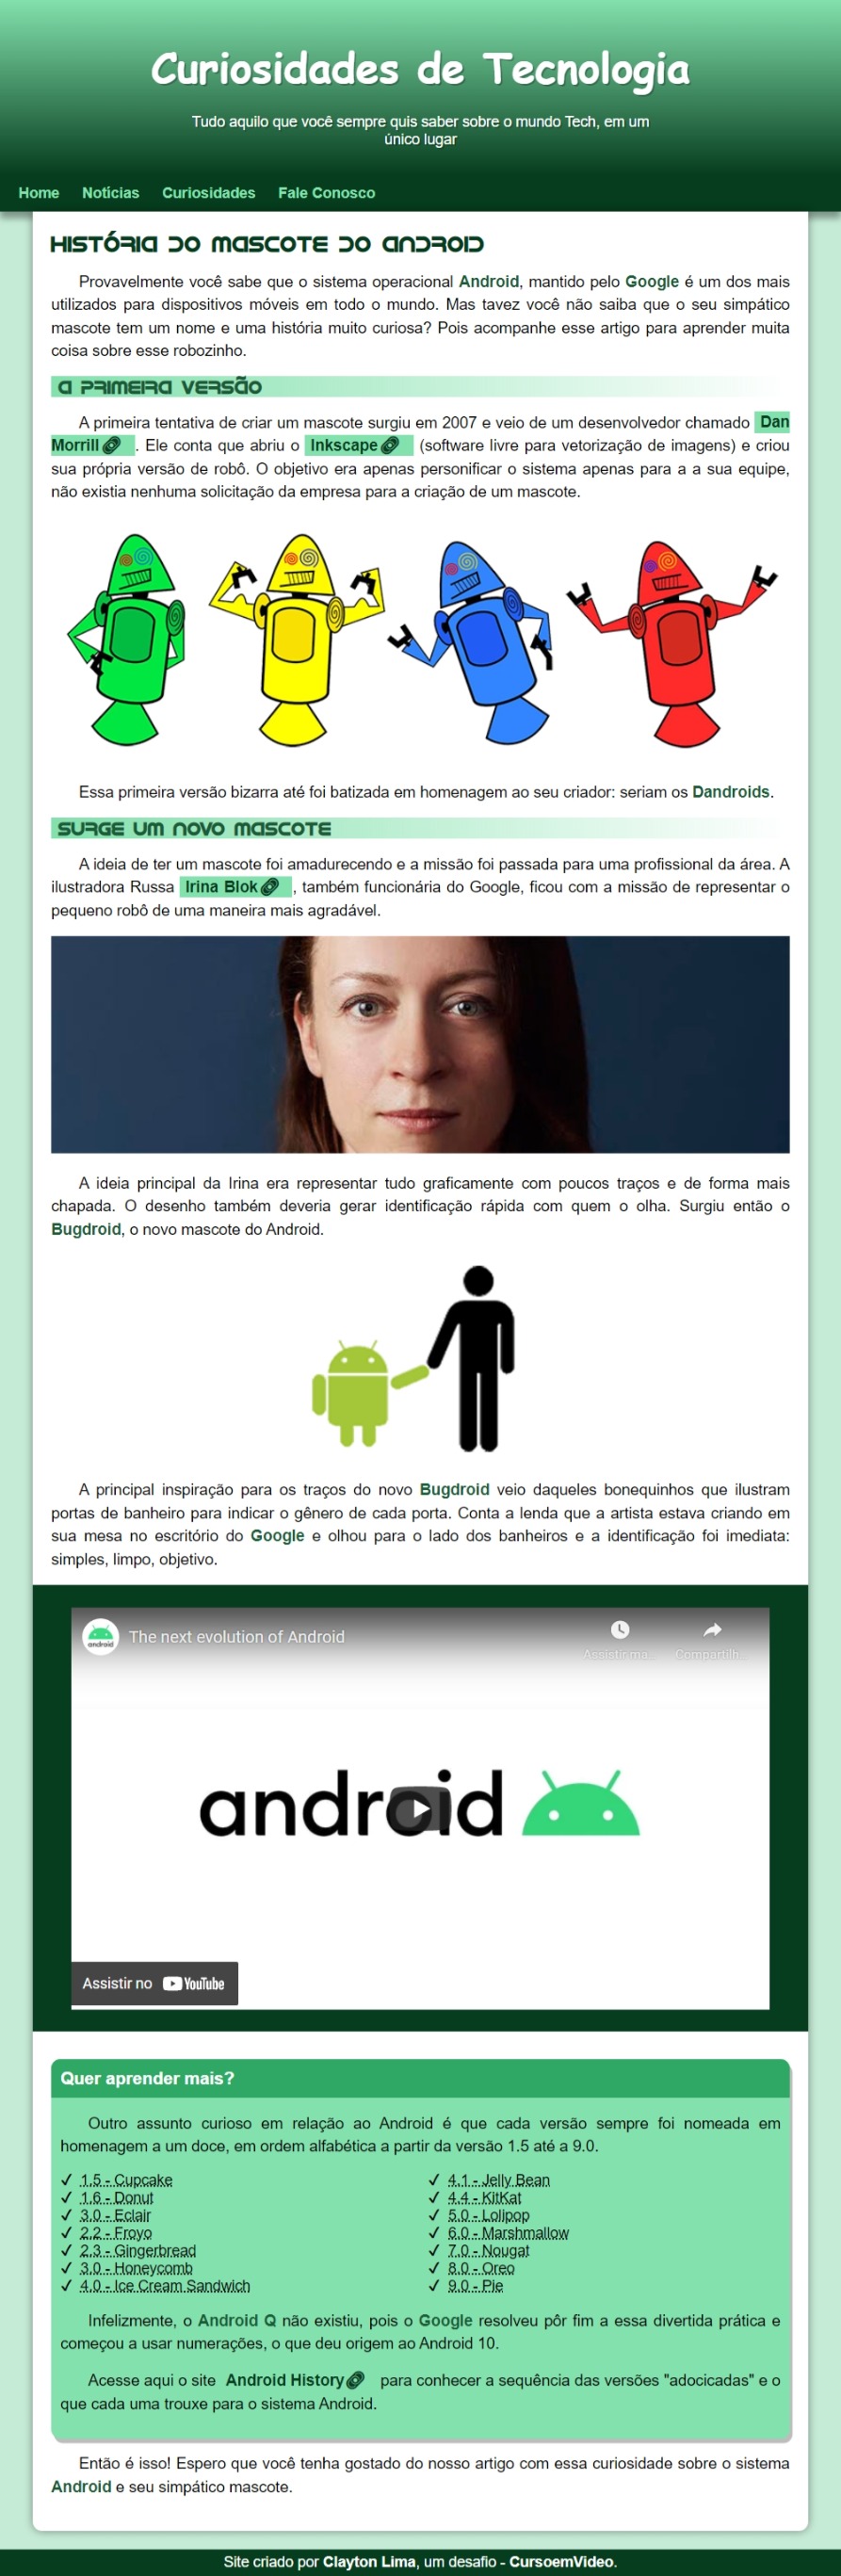 Curiosidades de Tecnologia
Tudo aquilo que você sempre quis saber sobre o mundo Tech, em um
único lugar
Home Notícias Curiosidades Fale Conosco
História do Mascote do Android
Provavelmente você sabe que o sistema operacional Android, mantido pelo Google é um dos mais
utilizados para dispositivos móveis em todo o mundo. Mas tavez você não saiba que o seu simpático
mascote tem um nome e uma história muito curiosa? Pois acompanhe esse artigo para aprender muita
coisa sobre esse robozinho.
A primeira versão
A primeira tentativa de criar um mascote surgiu em 2007 e veio de um desenvolvedor chamado Dan
Morrill. Ele conta que abriu o Inkscape (software livre para vetorização de imagens) e criou
sua própria versão de robô. O objetivo era apenas personificar o sistema apenas para a a sua equipe,
não existia nenhuma solicitação da empresa para a criação de um mascote.
Essa primeira versão bizarra até foi batizada em homenagem ao seu criador: seriam os Dandroids.
Surge um novo mascote
A ideia de ter um mascote foi amadurecendo e a missão foi passada para uma profissional da área. A
ilustradora Russa Irina Blok, também funcionária do Google, ficou com a missão de representar o
pequeno robô de uma maneira mais agradável.
A ideia principal da Irina era representar tudo graficamente com poucos traços e de forma mais
chapada. O desenho também deveria gerar identificação rápida com quem o olha. Surgiu então o
Bugdroid, o novo mascote do Android.
A principal inspiração para os traços do novo Bugdroid veio daqueles bonequinhos que ilustram
portas de banheiro para indicar o gênero de cada porta. Conta a lenda que a artista estava criando em
sua mesa no escritório do Google e olhou para o lado dos banheiros e a identificação foi imediata:
simples, limpo, objetivo.
android The next evolution of Android
Assistir ma... Compartilh...
android
Assistir no YouTube
Quer aprender mais?
Outro assunto curioso em relação ao Android é que cada versão sempre foi nomeada em
homenagem a um doce, em ordem alfabética a partir da versão 1.5 até a 9.0.
✓ 1.5 - Cupcake
✓ 1.6 - Donut
✓ 3.0 - Eclair
✓ 2.2 - Froyo
✓ 2.3 - Gingerbread
✓ 3.0 - Honeycomb
✓ 4.0 - Ice Cream Sandwich
✓ 4.1 - Jelly Bean
✓ 4.4 - KitKat
✓ 5.0 - Lolipop
✓ 6.0 - Marshmallow
✓ 7.0 - Nougat
✓ 8.0 - Oreo
✓ 9.0 - Pie
Infelizmente, o Android Q não existiu, pois o Google resolveu pôr fim a essa divertida prática e
começou a usar numerações, o que deu origem ao Android 10.
Acesse aqui o site Android History para conhecer a sequência das versões "adocicadas" e o
que cada uma trouxe para o sistema Android.
Então é isso! Espero que você tenha gostado do nosso artigo com essa curiosidade sobre o sistema
Android e seu simpático mascote.
Site criado por Clayton Lima, um desafio - CursoemVideo.